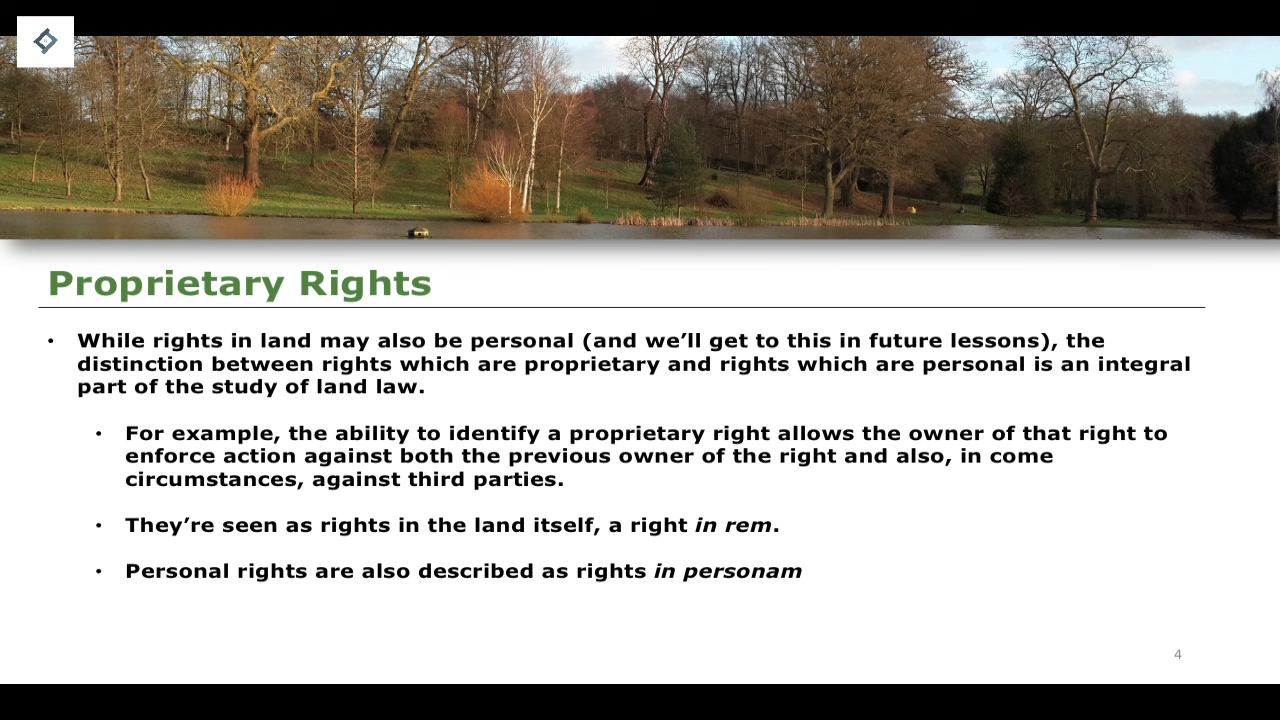 Proprietary Rights
• While rights in land may also be personal (and we’ll get to this in future lessons), the
distinction between rights which are proprietary and rights which are personal is an integral
part of the study of land law.
• For example, the ability to identify a proprietary right allows the owner of that right to
enforce action against both the previous owner of the right and also, in come
circumstances, against third parties.
• They’re seen as rights in the land itself, a right in rem.
• Personal rights are also described as rights in personam
4